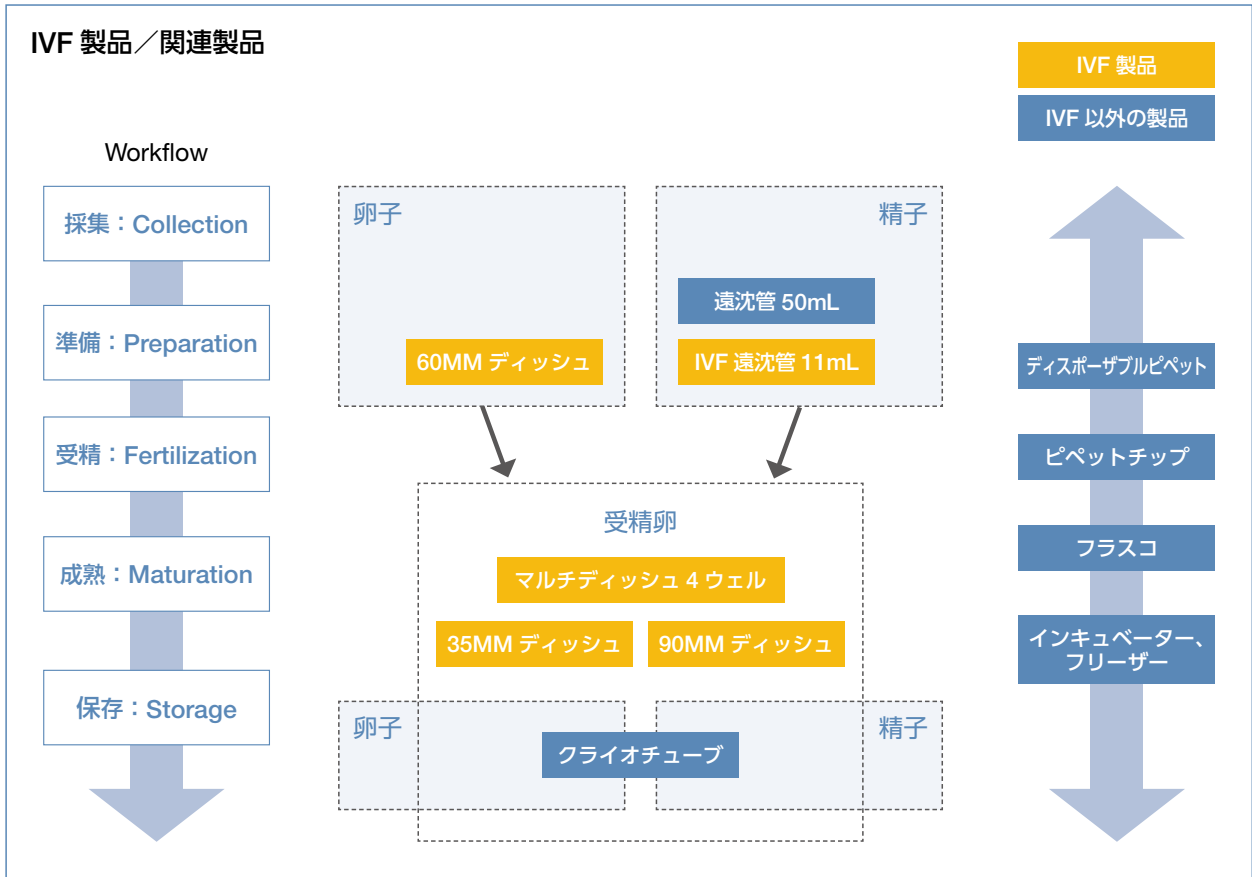 IVF 製品／関連製品
IVF 製品
IVF 以外の製品
Workflow
採集：Collection
準備：Preparation
受精：Fertilization
成熟：Maturation
保存：Storage
卵子
60MM ディッシュ
精子
遠沈管 50mL
IVF 遠沈管 11mL
受精卵
マルチディッシュ 4 ウェル
35MM ディッシュ
90MM ディッシュ
卵子
クライオチューブ
精子
ディスポーザブルピペット
ピペットチップ
フラスコ
インキュベーター、
フリーザー